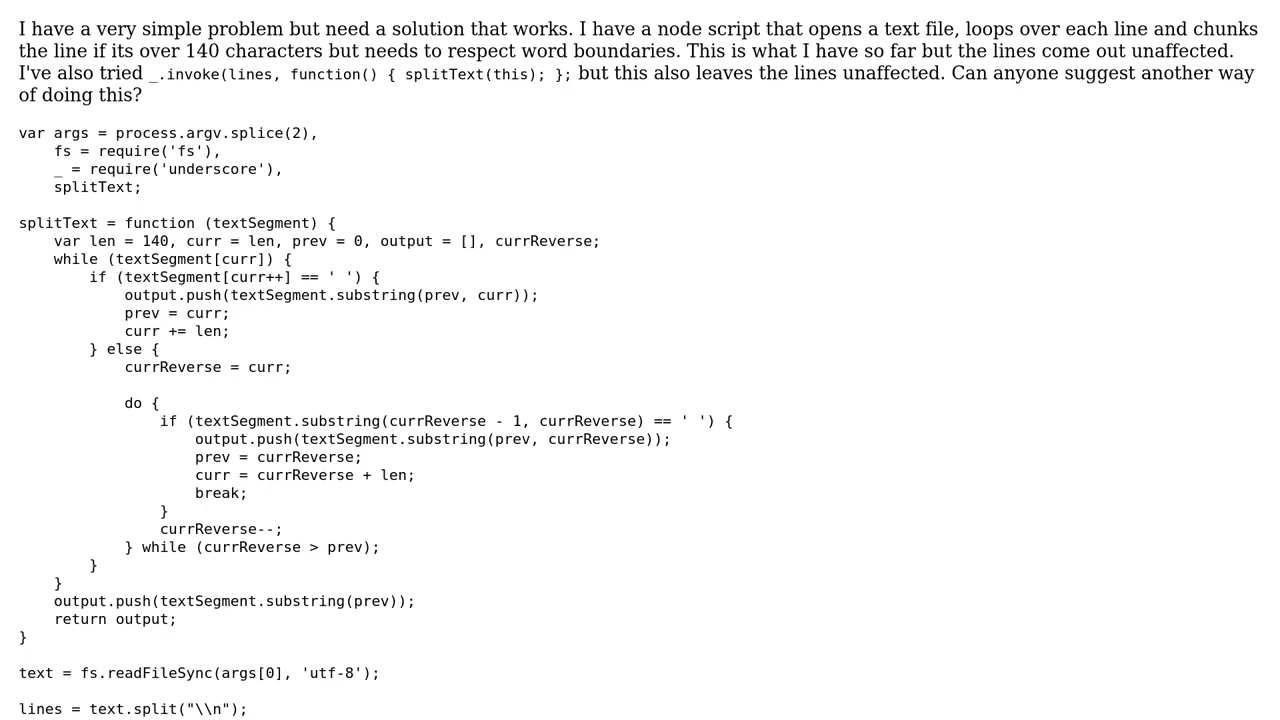 I have a very simple problem but need a solution that works. I have a node script that opens a text file, loops over each line and chunks
the line if its over 140 characters but needs to respect word boundaries. This is what I have so far but the lines come out unaffected.
I've also tried _.invoke(lines, function() { splitText(this); }; but this also leaves the lines unaffected. Can anyone suggest another way
of doing this?

var args = process.argv.splice(2),
    fs = require('fs'),
    _ = require('underscore'),
    splitText;

splitText = function (textSegment) {
    var len = 140, curr = len, prev = 0, output = [], currReverse;
    while (textSegment[curr]) {
        if (textSegment[curr++] == ' ') {
            output.push(textSegment.substring(prev, curr));
            prev = curr;
            curr += len;
        } else {
            currReverse = curr;

            do {
                if (textSegment.substring(currReverse - 1, currReverse) == ' ') {
                    output.push(textSegment.substring(prev, currReverse));
                    prev = currReverse;
                    curr = currReverse + len;
                    break;
                }
                currReverse--;
            } while (currReverse > prev);
        }
    }
    output.push(textSegment.substring(prev));
    return output;
}

text = fs.readFileSync(args[0], 'utf-8');

lines = text.split("\\n");